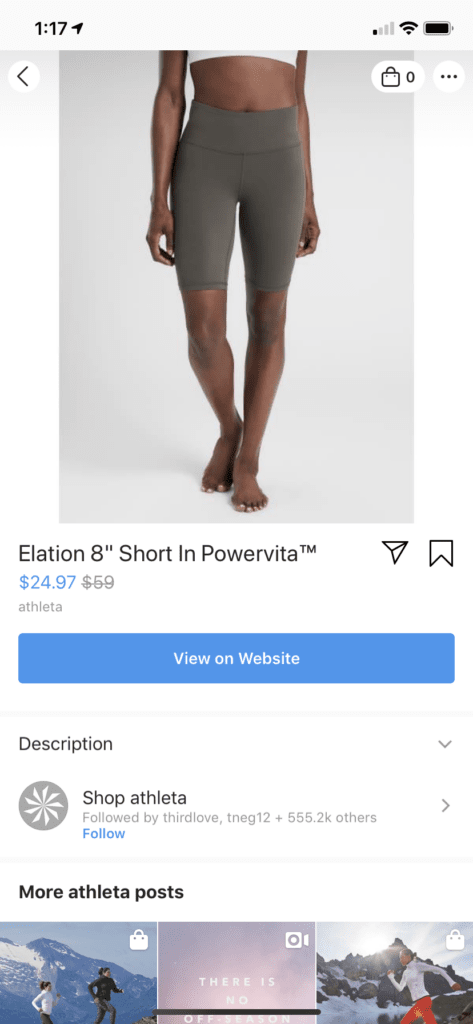 1:17
0
Elation 8" Short In Powervita™
$24.97 $59
athleta
View on Website
Description
Shop athleta
Followed by thirdlove, tneg12 + 555.2k others
Follow
More athleta posts
THERE IS
NO
OFF-SEASON